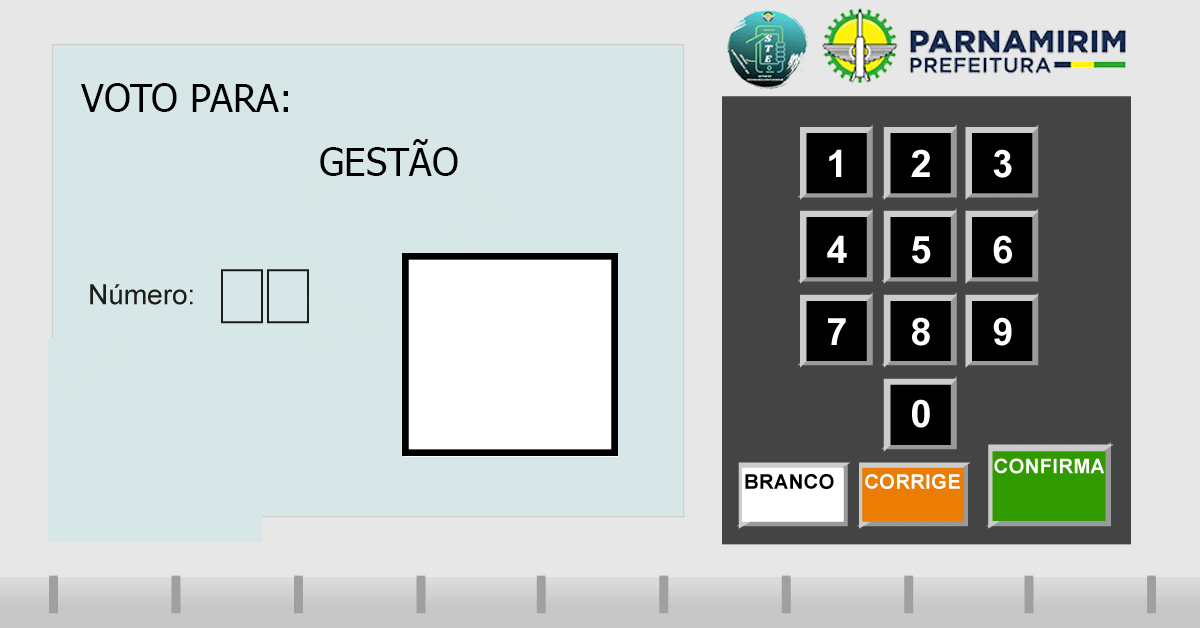 VOTO PARA:
GESTÃO
Número:
STE
PARNAMIRIM
PREFEITURA
1 2 3
4 5 6
7 8 9
0
BRANCO CORRIGE CONFIRMA